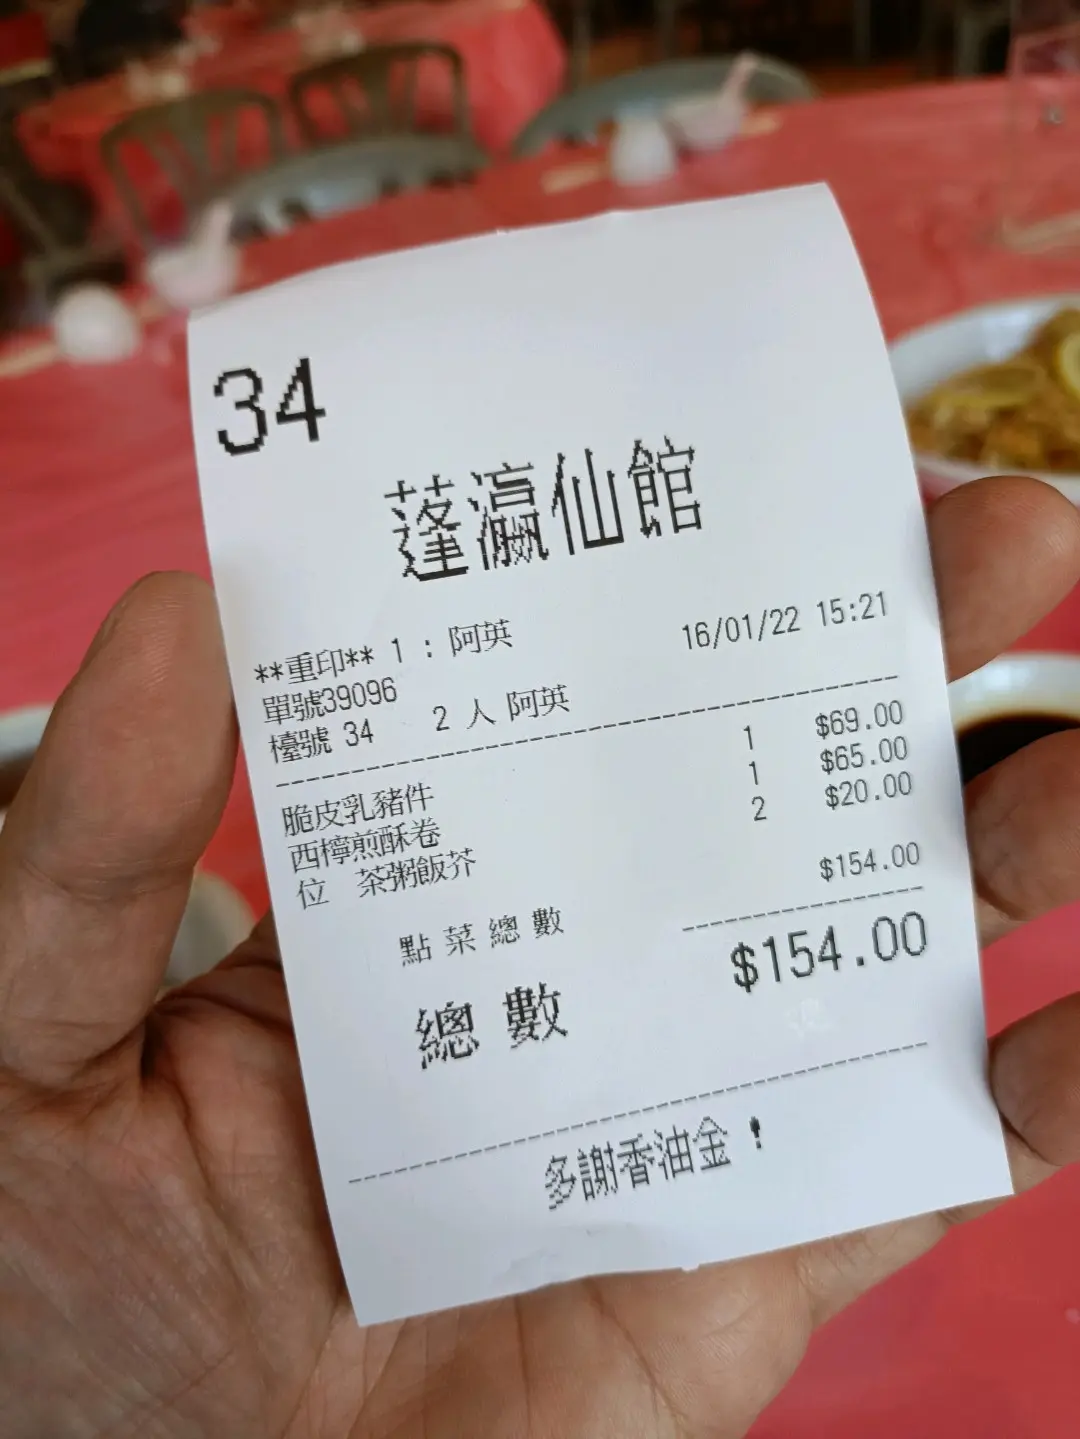 34
蓬瀛仙館
**重印** 1 : 阿英 16/01/22 15:21
單號39096
檯號 34 2 人 阿英
脆皮乳豬件 1 $69.00
西檸煎酥卷 1 $65.00
位 茶粥飯芥 2 $20.00
點菜總數 $154.00
總數 $154.00
多謝香油金！